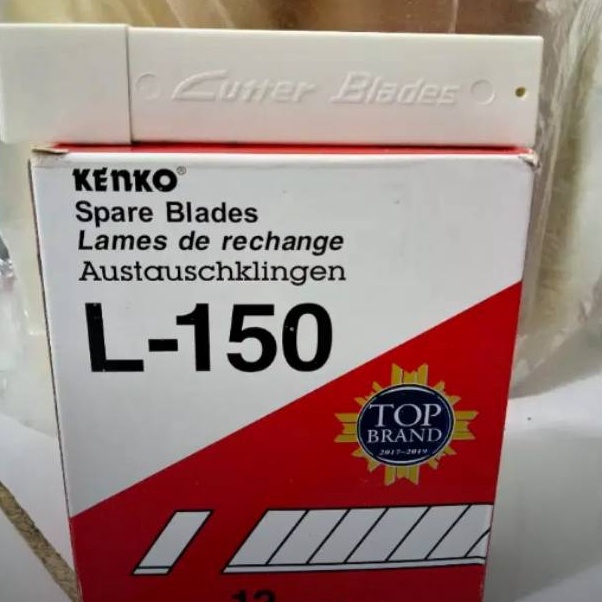 Cutter Blades
KENKO®
Spare Blades
Lames de rechange
Austauschklingen
L-150
TOP
BRAND
2017-2019